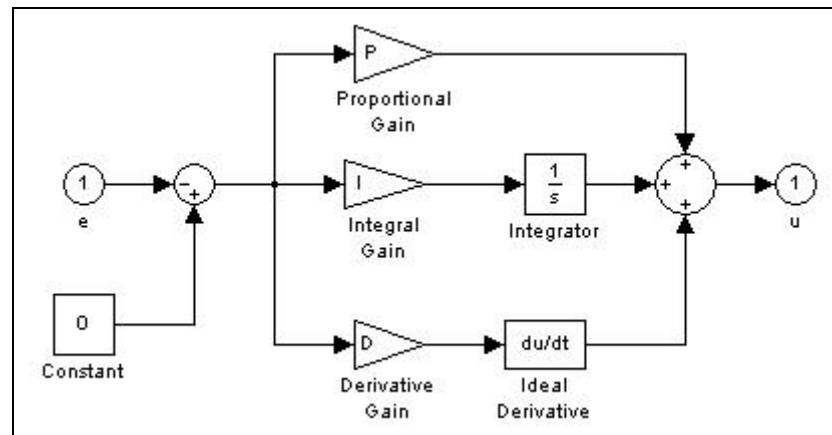 P
Proportional
Gain
1
e
-
+
I
Integral
Gain
1
s
Integrator
+
+
+
1
u
0
Constant
D
Derivative
Gain
du/dt
Ideal
Derivative